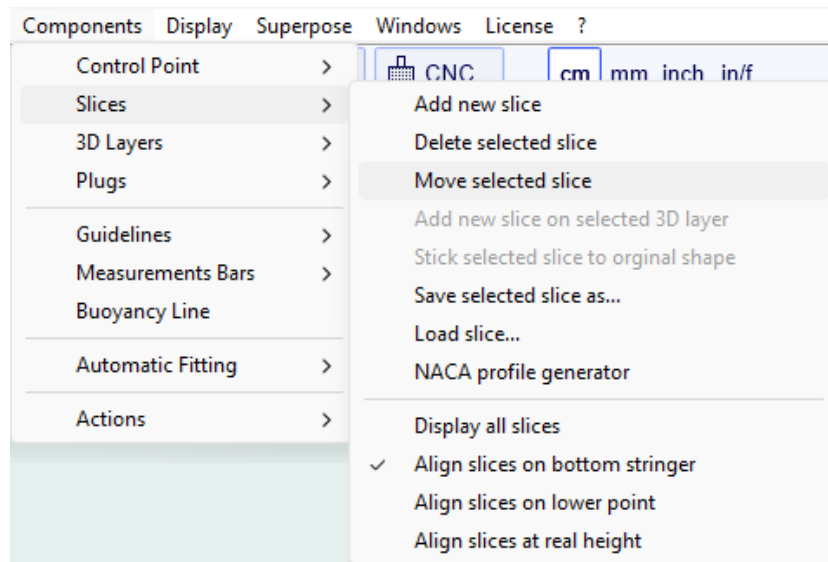 Components Display Superpose Windows License ?
CNC cm mm inch in/f
Control Point
Slices
3D Layers
Plugs
Guidelines
Measurements Bars
Buoyancy Line
Automatic Fitting
Actions
Add new slice
Delete selected slice
Move selected slice
Add new slice on selected 3D layer
Stick selected slice to orginal shape
Save selected slice as...
Load slice...
NACA profile generator
Display all slices
Align slices on bottom stringer
Align slices on lower point
Align slices at real height